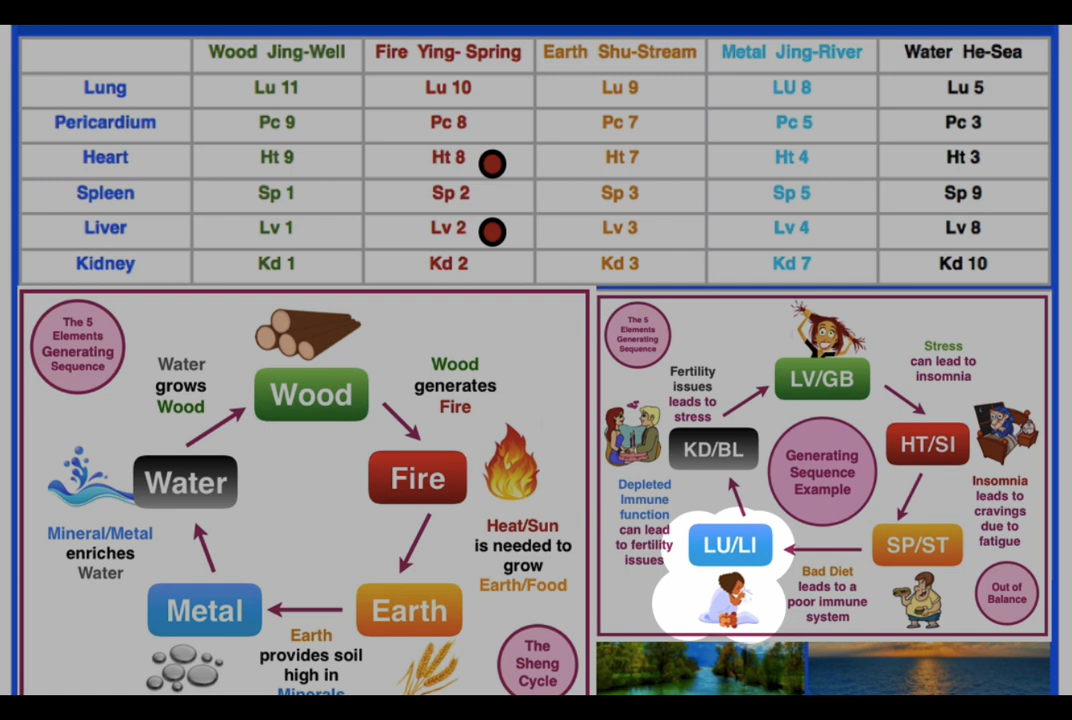 Wood Jing-Well Fire Ying- Spring Earth Shu-Stream Metal Jing-River Water He-Sea
Lung Lu 11 Lu 10 Lu 9 LU 8 Lu 5
Pericardium Pc 9 Pc 8 Pc 7 Pc 5 Pc 3
Heart Ht 9 Ht 8 Ht 7 Ht 4 Ht 3
Spleen Sp 1 Sp 2 Sp 3 Sp 5 Sp 9
Liver Lv 1 Lv 2 Lv 3 Lv 4 Lv 8
Kidney Kd 1 Kd 2 Kd 3 Kd 7 Kd 10
The 5
Elements
Generating
Sequence
Water
grows
Wood
Wood
Wood
generates
Fire
Water
Fire
Mineral/Metal
enriches
Water
Heat/Sun
is needed to
grow
Earth/Food
Metal
Earth
Earth
provides soil
high in
Minerals
The
Sheng
Cycle
The 5
Elements
Generating
Sequence
Fertility
issues
leads to
stress
LV/GB
Stress
can lead to
insomnia
KD/BL
Generating
Sequence
Example
HT/SI
Depleted
Immune
function
can lead
to fertility
issues
Insomnia
leads to
cravings
due to
fatigue
LU/LI
SP/ST
Bad Diet
leads to a
poor immune
system
Out of
Balance